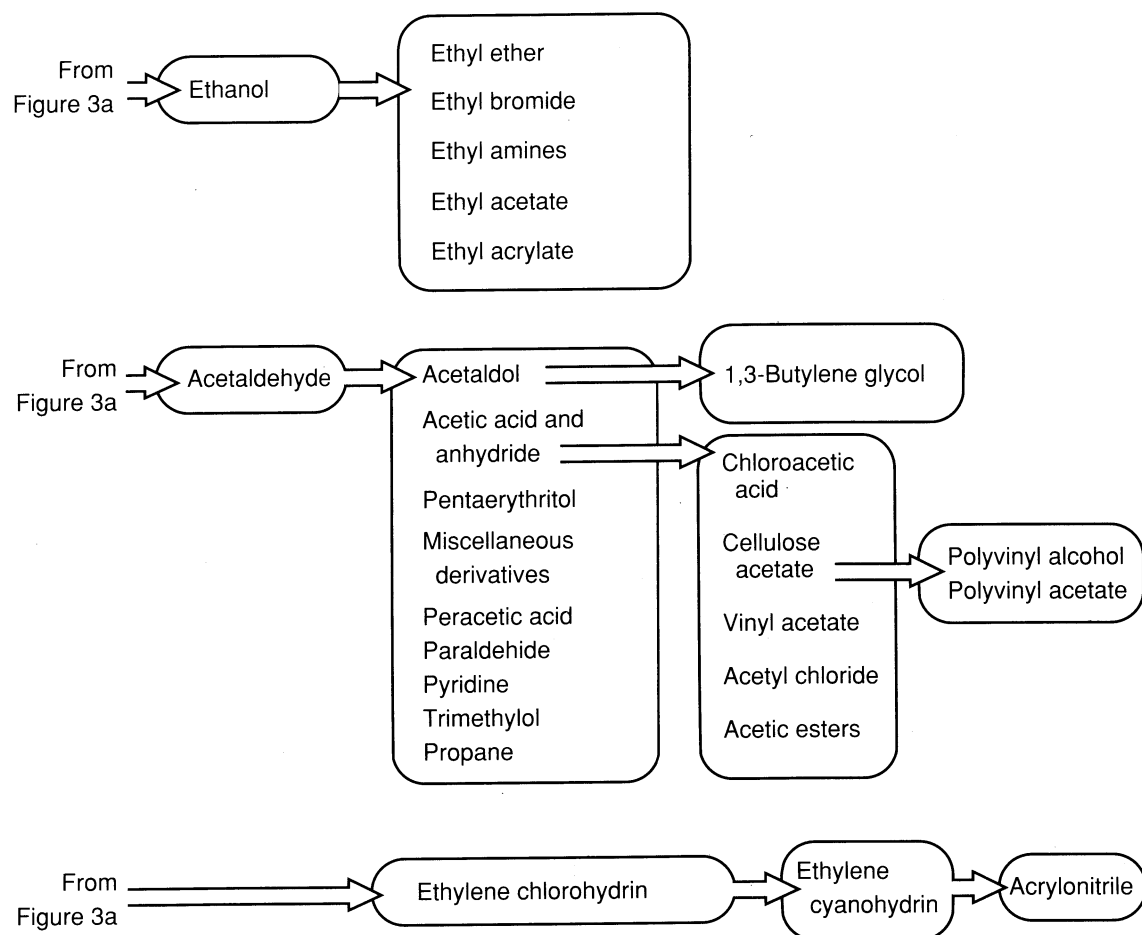 From
Figure 3a
Ethanol
Ethyl ether
Ethyl bromide
Ethyl amines
Ethyl acetate
Ethyl acrylate
From
Figure 3a
Acetaldehyde
Acetaldol
1,3-Butylene glycol
Acetic acid and
anhydride
Pentaerythritol
Miscellaneous
derivatives
Peracetic acid
Paraldehide
Pyridine
Trimethylol
Propane
Chloroacetic
acid
Cellulose
acetate
Vinyl acetate
Acetyl chloride
Acetic esters
Polyvinyl alcohol
Polyvinyl acetate
From
Figure 3a
Ethylene chlorohydrin
Ethylene
cyanohydrin
Acrylonitrile